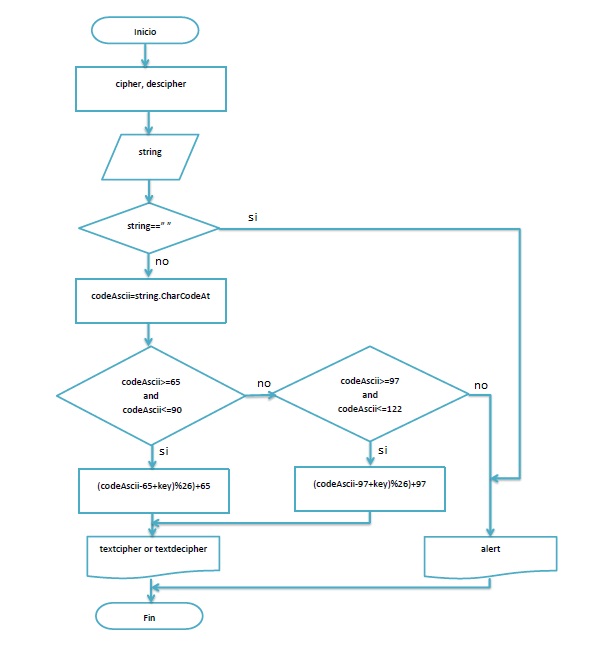 Inicio
cipher, descipher
string
string==" "
si
no
codeAscii=string.CharCodeAt
codeAscii>=65
and
codeAscii<=90
no
codeAscii>=97
and
codeAscii<=122
no
si
si
(codeAscii-65+key)%26)+65
(codeAscii-97+key)%26)+97
textcipher or textdecipher
alert
Fin